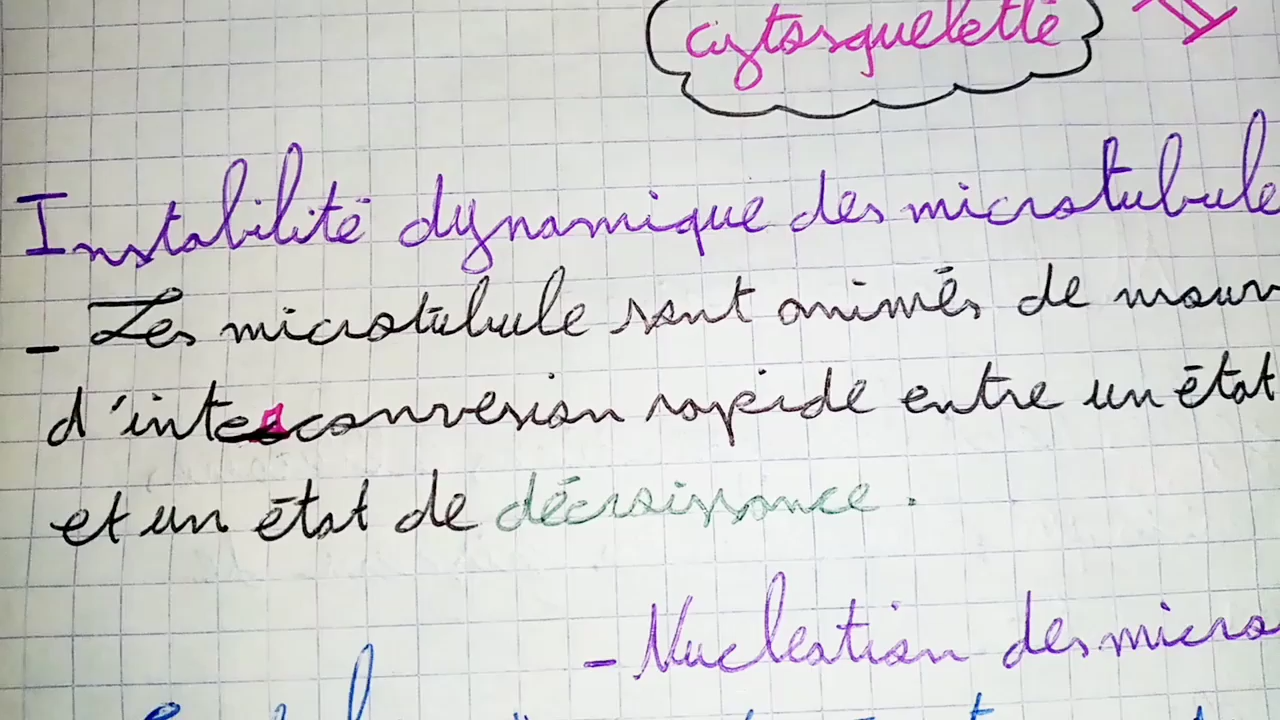 cytosquelette
Instabilité dynamique des microtubule
- Les microtubule sont animés de mouv
d'interconversion rapide entre un état
et un état de décroissance.
- Nucleation des micro